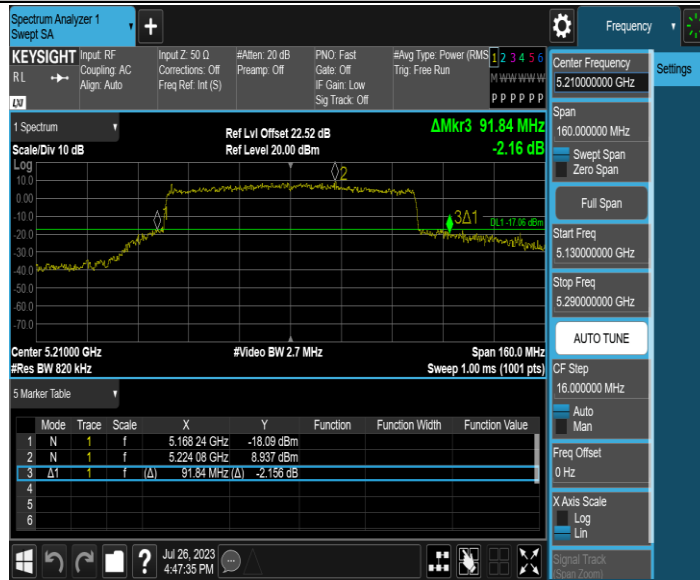 Spectrum Analyzer 1
Swept SA
+
Frequency
KEYSIGHT
RL
LXI
Input: RF
Coupling: AC
Align: Auto
Input Z: 50 Ω
Corrections: Off
Freq Ref: Int (S)
#Atten: 20 dB
Preamp: Off
PNO: Fast
Gate: Off
IF Gain: Low
Sig Track: Off
#Avg Type: Power (RMS
Trig: Free Run
1 2 3 4 5 6
M W W W W W
P P P P P P
1 Spectrum
Scale/Div 10 dB
Ref Lvl Offset 22.52 dB
Ref Level 20.00 dBm
ΔMkr3 91.84 MHz
-2.16 dB
Log
10.0
0.00
-10.0
-20.0
-30.0
-40.0
-50.0
-60.0
-70.0
1
2
3Δ1
DL1 -17.06 dBm
Center 5.21000 GHz
#Res BW 820 kHz
#Video BW 2.7 MHz
Span 160.0 MHz
Sweep 1.00 ms (1001 pts)
5 Marker Table
Mode Trace Scale X Y Function Function Width Function Value
1 N 1 f 5.168 24 GHz -18.09 dBm
2 N 1 f 5.224 08 GHz 8.937 dBm
3 Δ1 1 f (Δ) 91.84 MHz (Δ) -2.156 dB
4
5
6
?
Jul 26, 2023
4:47:35 PM
Center Frequency
5.210000000 GHz
Settings
Span
160.000000 MHz
Swept Span
Zero Span
Full Span
Start Freq
5.130000000 GHz
Stop Freq
5.290000000 GHz
AUTO TUNE
CF Step
16.000000 MHz
Auto
Man
Freq Offset
0 Hz
X Axis Scale
Log
Lin
Signal Track
(Span Zoom)